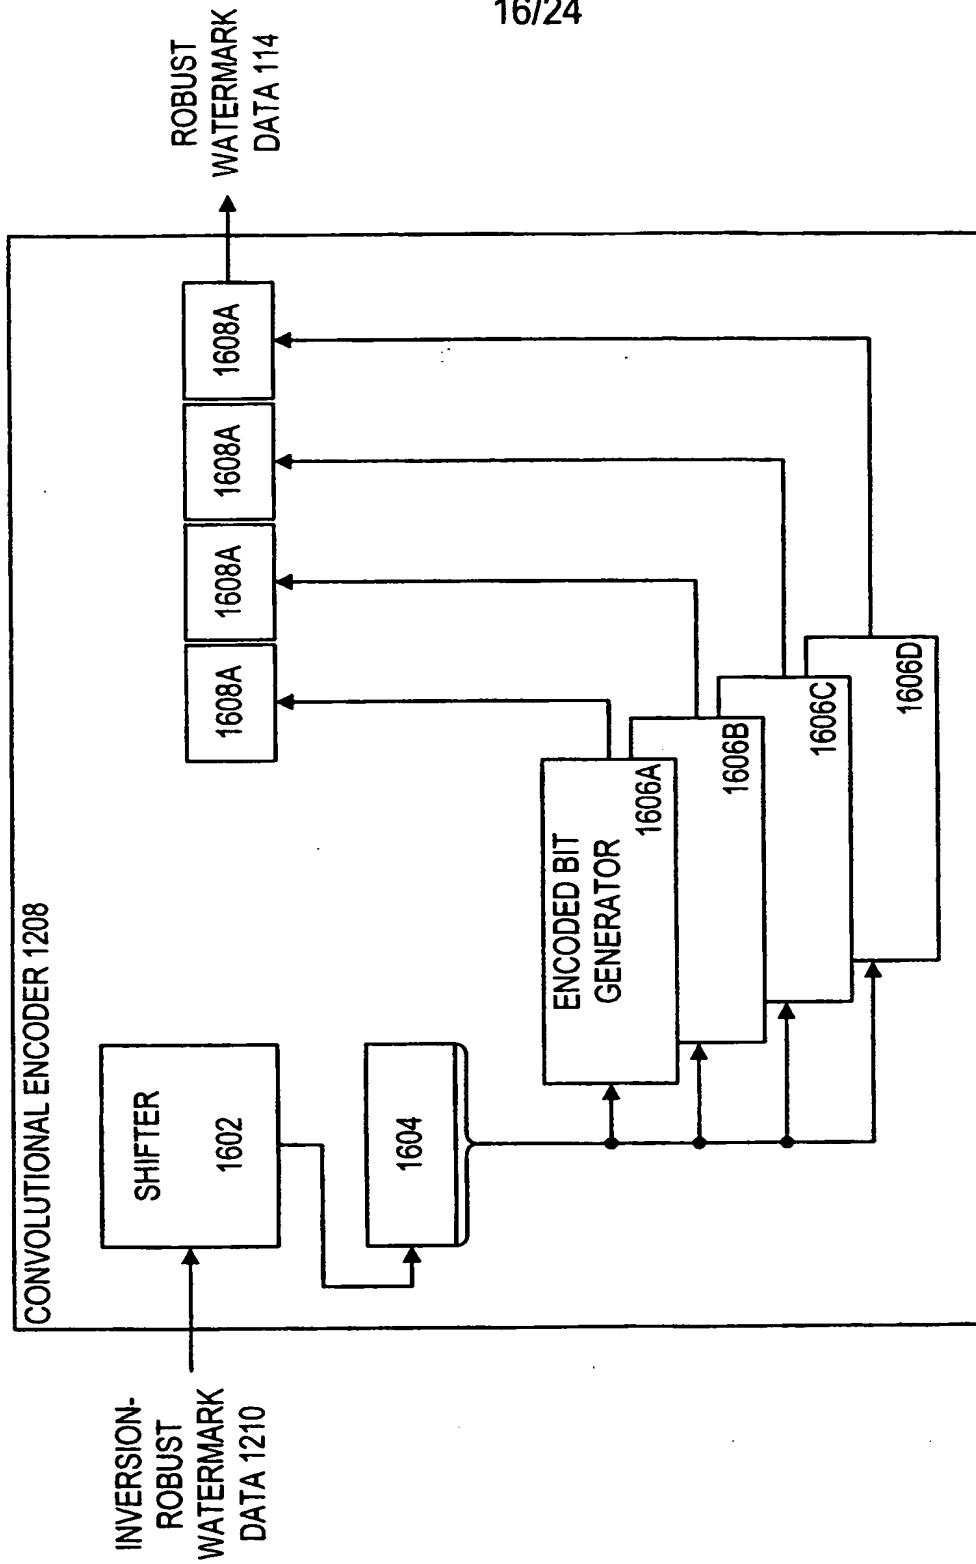 16/24
CONVOLUTIONAL ENCODER 1208
INVERSION-
ROBUST
WATERMARK
DATA 1210
SHIFTER
1602
1604
ENCODED BIT
GENERATOR
1606A
1606B
1606C
1606D
1608A
1608A
1608A
1608A
ROBUST
WATERMARK
DATA 114